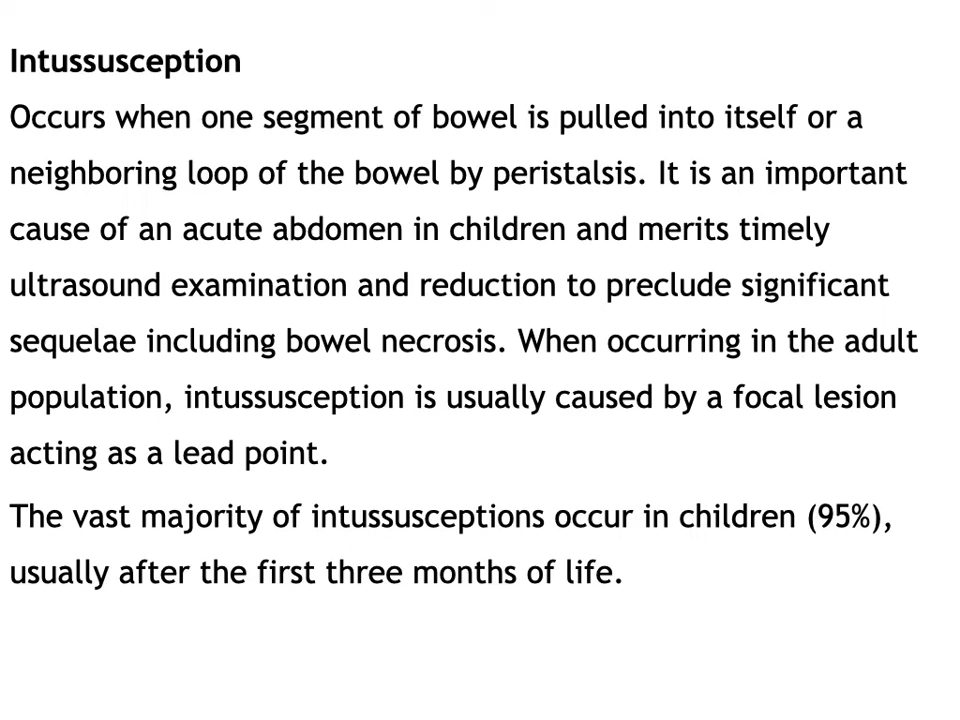 Intussusception
Occurs when one segment of bowel is pulled into itself or a
neighboring loop of the bowel by peristalsis. It is an important
cause of an acute abdomen in children and merits timely
ultrasound examination and reduction to preclude significant
sequelae including bowel necrosis. When occurring in the adult
population, intussusception is usually caused by a focal lesion
acting as a lead point.
The vast majority of intussusceptions occur in children (95%),
usually after the first three months of life.